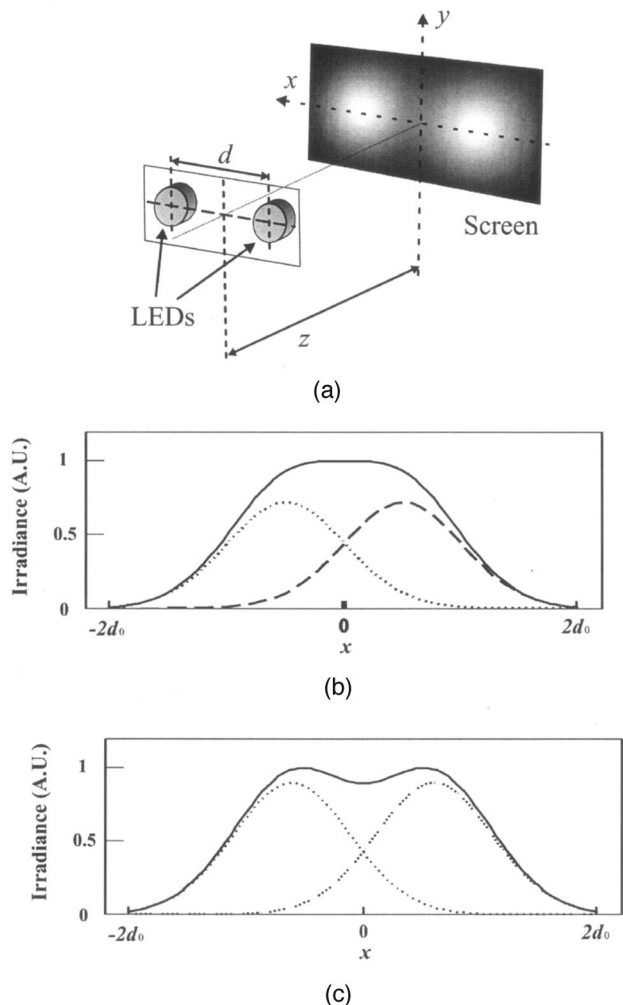 y
x
d
Screen
LEDs
z
(a)
Irradiance (A.U.)
1
0.5
0
-2d₀ 0 2d₀
x
(b)
Irradiance (A.U.)
1
0.5
0
-2d₀ 0 2d₀
x
(c)